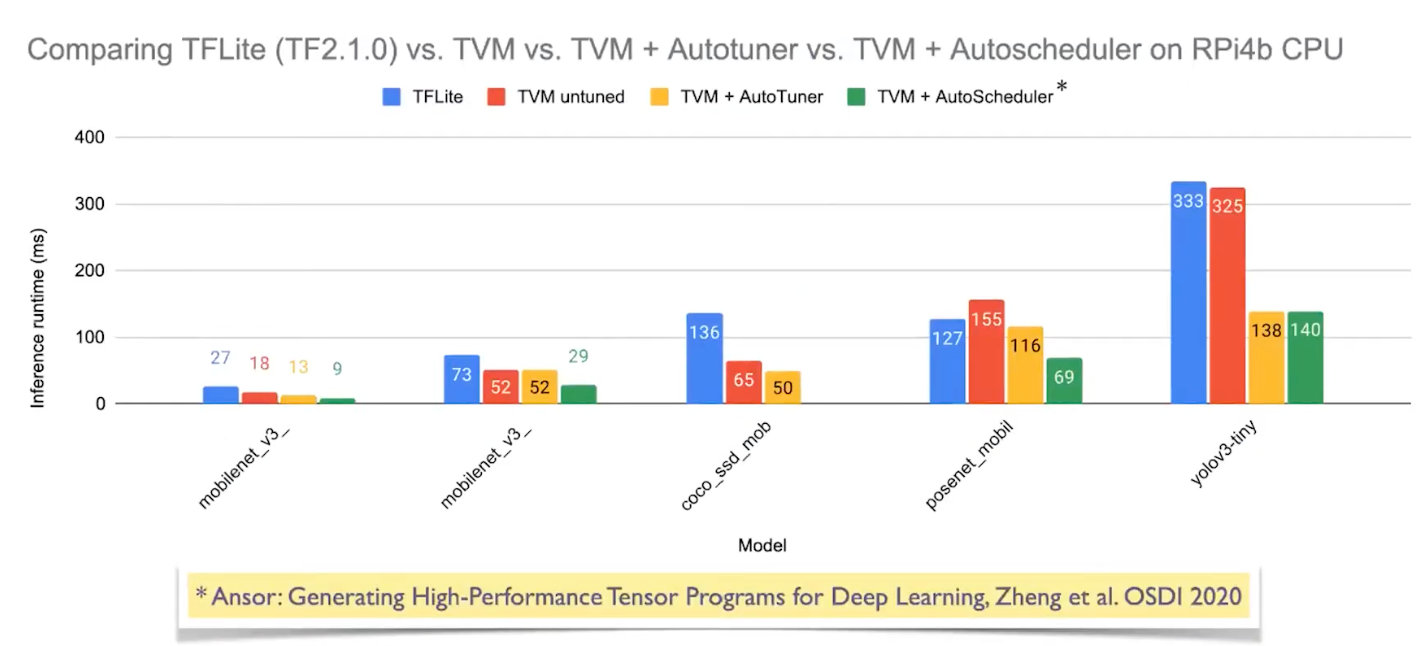 Comparing TFLite (TF2.1.0) vs. TVM vs. TVM + Autotuner vs. TVM + Autoscheduler on RPi4b CPU
TFLite TVM untuned TVM + AutoTuner TVM + AutoScheduler *
400
300
200
100
0
Inference runtime (ms)
27 18 13 9
73 52 52 29
136 65 50
127 155 116 69
333 325 138 140
mobilenet_v3_
mobilenet_v3_
coco_ssd_mob
posenet_mobil
yolov3-tiny
Model
* Ansor: Generating High-Performance Tensor Programs for Deep Learning, Zheng et al. OSDI 2020